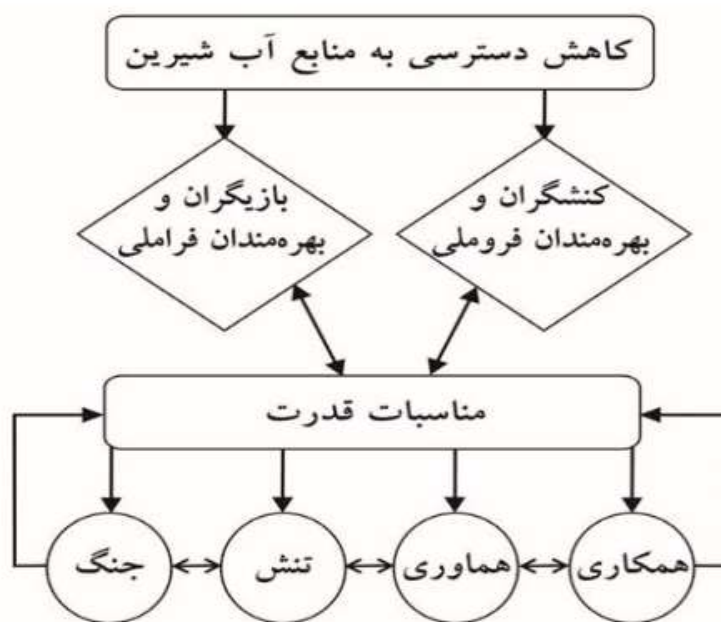 کاهش دسترسی به منابع آب شیرین
کنشگران و
بهره‌مندان فروملی
بازیگران و
بهره‌مندان فراملی
مناسبات قدرت
همکاری
هماوری
تنش
جنگ